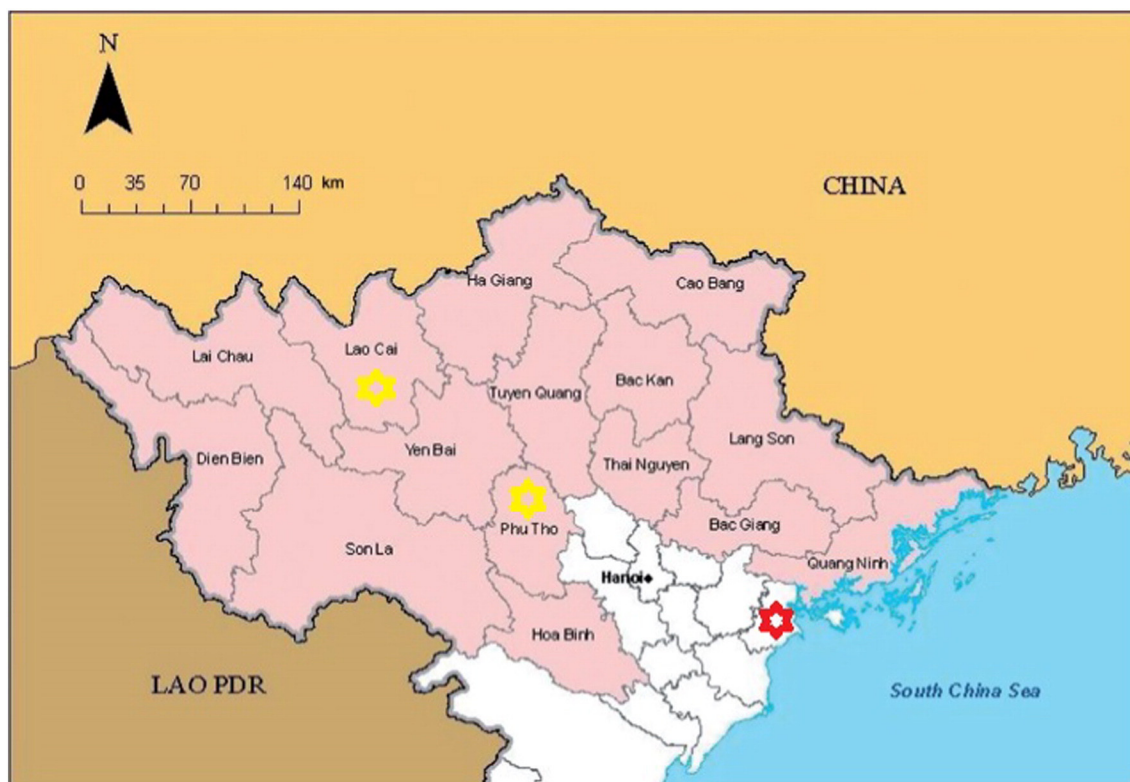 N
0 35 70 140 km
CHINA
Ha Giang
Cao Bang
Lao Cai
Lai Chau
Bac Kan
Tuyen Quang
Lang Son
Yen Bai
Dien Bien
Thai Nguyen
Bac Giang
Phu Tho
Son La
Quang Ninh
Hanoi
Hoa Binh
LAO PDR
South China Sea